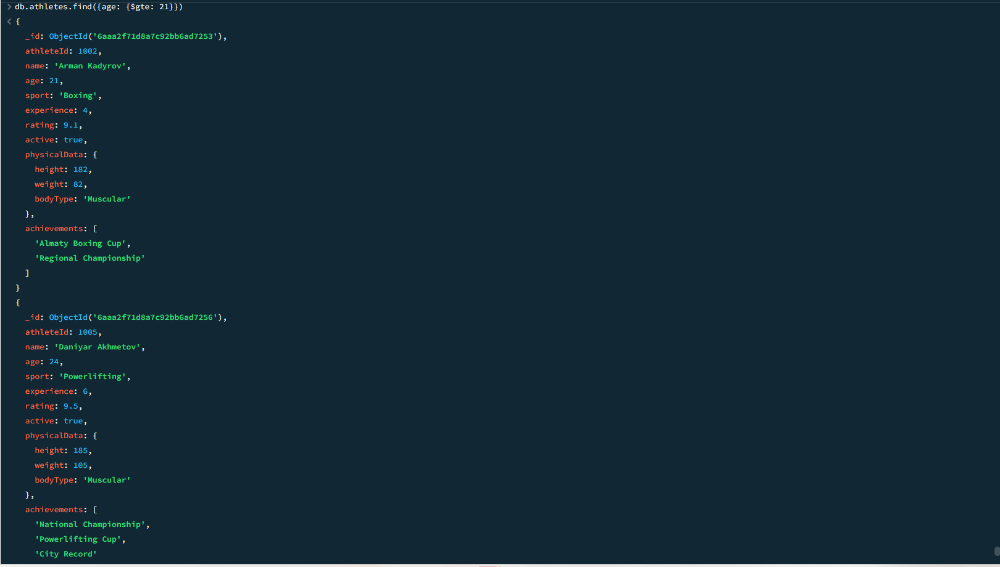 > db.athletes.find({age: {$gte: 21}})
< {
    _id: ObjectId('6aaa2f71d8a7c92bb6ad7253'),
    athleteId: 1002,
    name: 'Arman Kadyrov',
    age: 21,
    sport: 'Boxing',
    experience: 4,
    rating: 9.1,
    active: true,
    physicalData: {
      height: 182,
      weight: 82,
      bodyType: 'Muscular'
    },
    achievements: [
      'Almaty Boxing Cup',
      'Regional Championship'
    ]
  }
  {
    _id: ObjectId('6aaa2f71d8a7c92bb6ad7256'),
    athleteId: 1005,
    name: 'Daniyar Akhmetov',
    age: 24,
    sport: 'Powerlifting',
    experience: 6,
    rating: 9.5,
    active: true,
    physicalData: {
      height: 185,
      weight: 105,
      bodyType: 'Muscular'
    },
    achievements: [
      'National Championship',
      'Powerlifting Cup',
      'City Record'